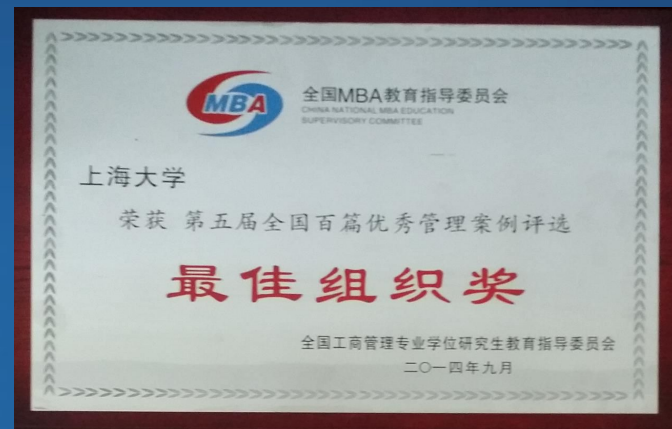 MBA
全国MBA教育指导委员会
CHINA NATIONAL MBA EDUCATION
SUPERVISORY COMMITTEE
上海大学
荣获 第五届全国百篇优秀管理案例评选
最佳组织奖
全国工商管理专业学位研究生教育指导委员会
二〇一四年九月